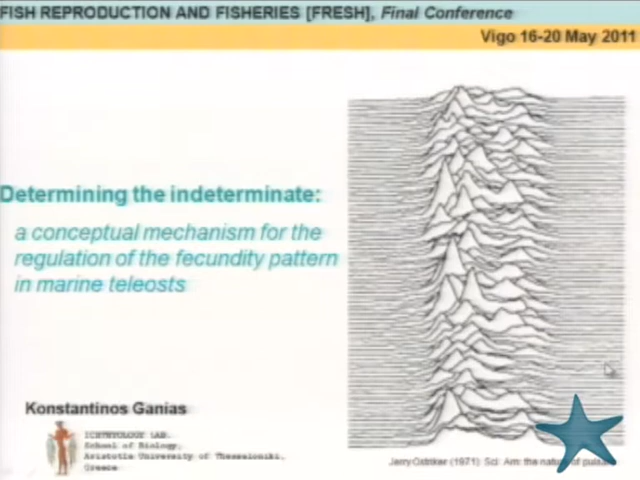 FISH REPRODUCTION AND FISHERIES [FRESH], Final Conference
Vigo 16-20 May 2011
Determining the indeterminate:
a conceptual mechanism for the
regulation of the fecundity pattern
in marine teleosts
Konstantinos Ganias
ICHTHYOLOGY LAB.
School of Biology,
Aristotle University of Thessaloniki,
Greece
Jerry Ostriker (1971) Sci. Am: the nature of